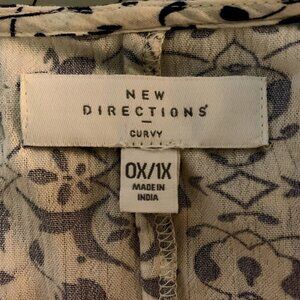 NEW
DIRECTIONS®
—
CURVY
0X/1X
MADE IN
INDIA